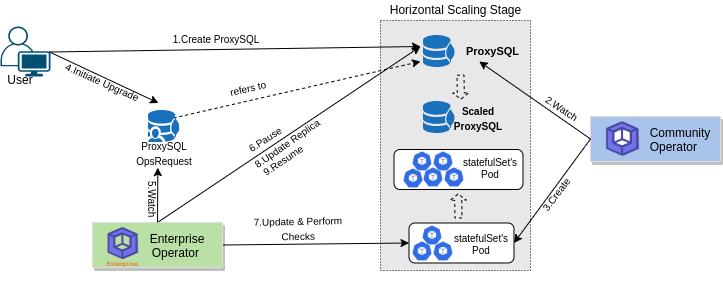 Horizontal Scaling Stage
1.Create ProxySQL
ProxySQL
User
4.Initiate Upgrade
refers to
2.Watch
Scaled
ProxySQL
ProxySQL
OpsRequest
6.Pause
8.Update Replica
9.Resume
Community
Operator
statefulSet's
Pod
5.Watch
3.Create
7.Update & Perform
Checks
statefulSet's
Pod
Enterprise
Operator
Enterprise